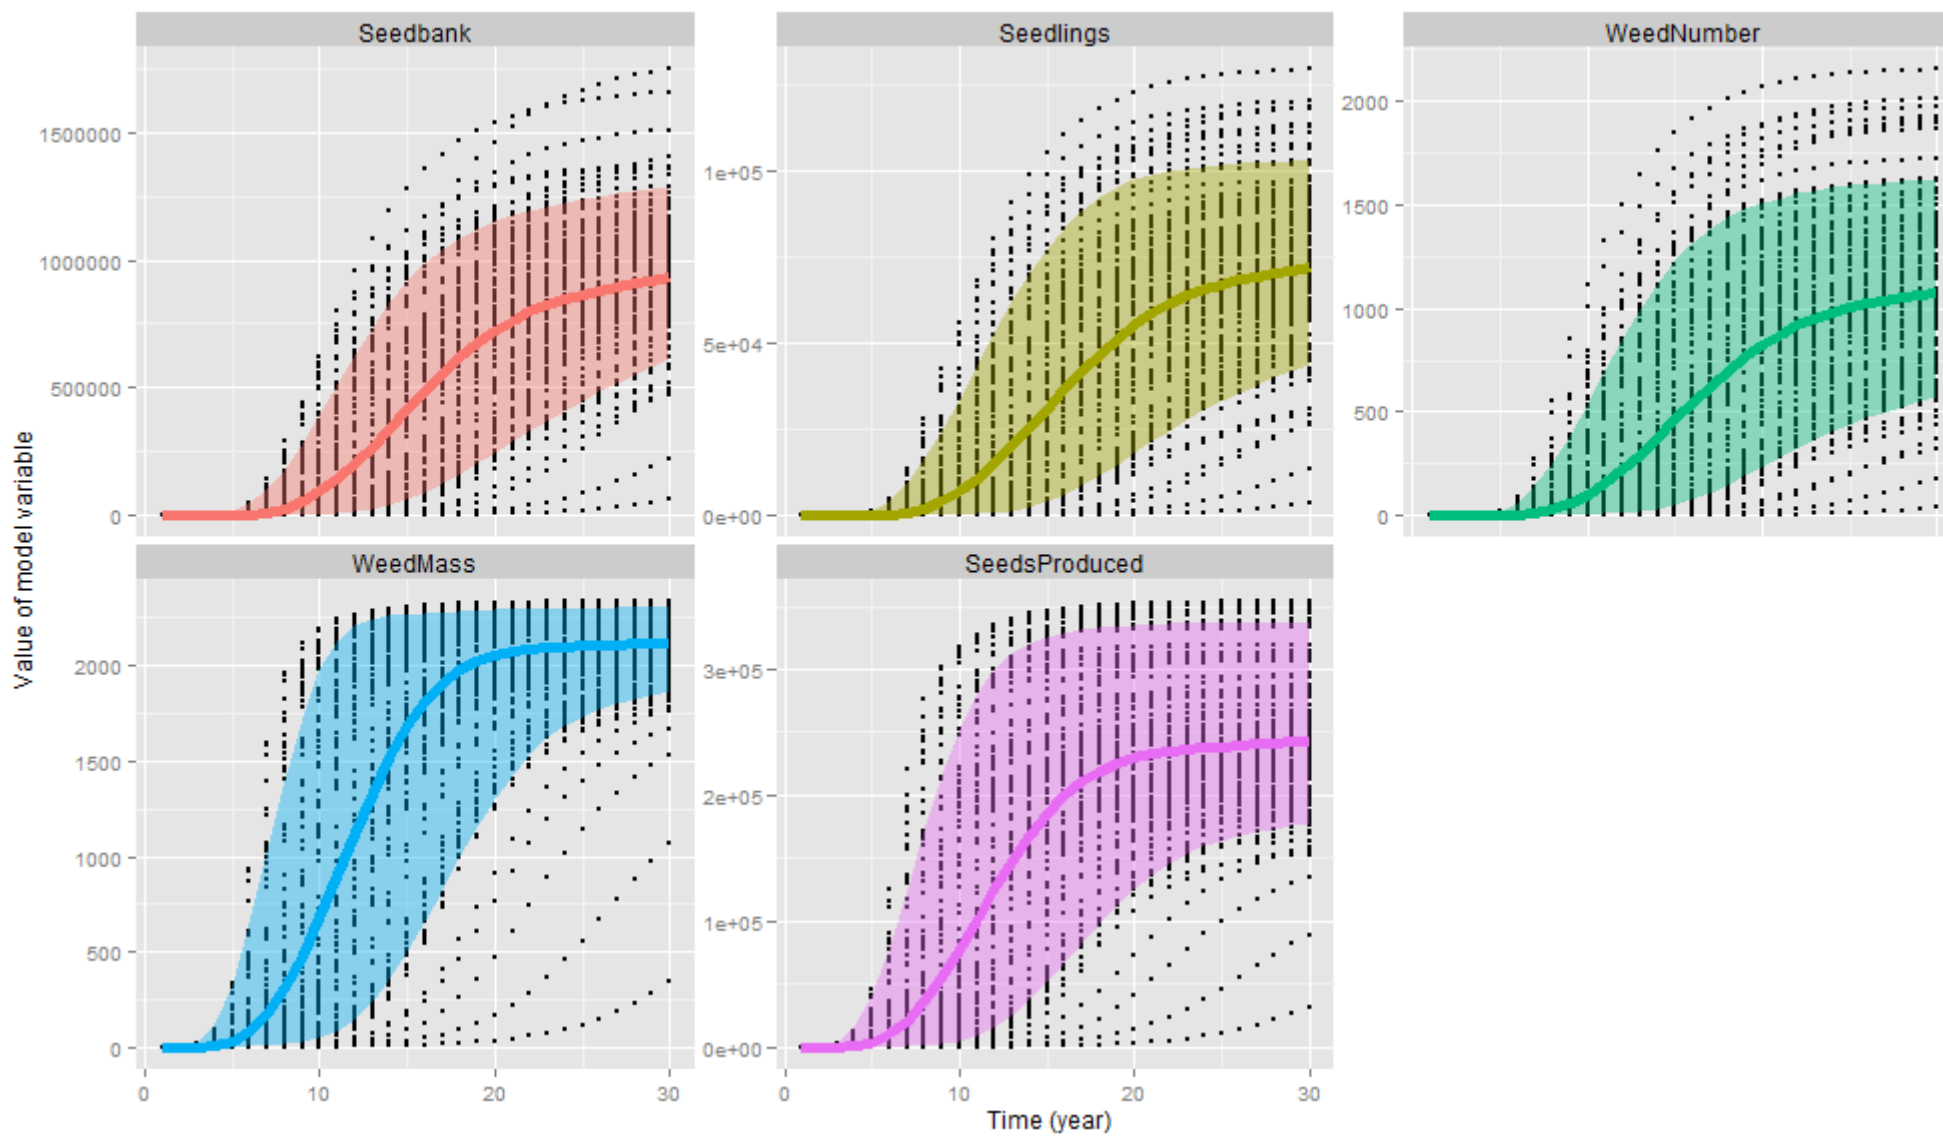 Seedbank
Seedlings
WeedNumber
1500000
1000000
500000
0
1e+05
5e+04
0e+00
2000
1500
1000
500
0
Value of model variable
WeedMass
SeedsProduced
2000
1500
1000
500
0
3e+05
2e+05
1e+05
0e+00
0 10 20 30
0 10 20 30
Time (year)